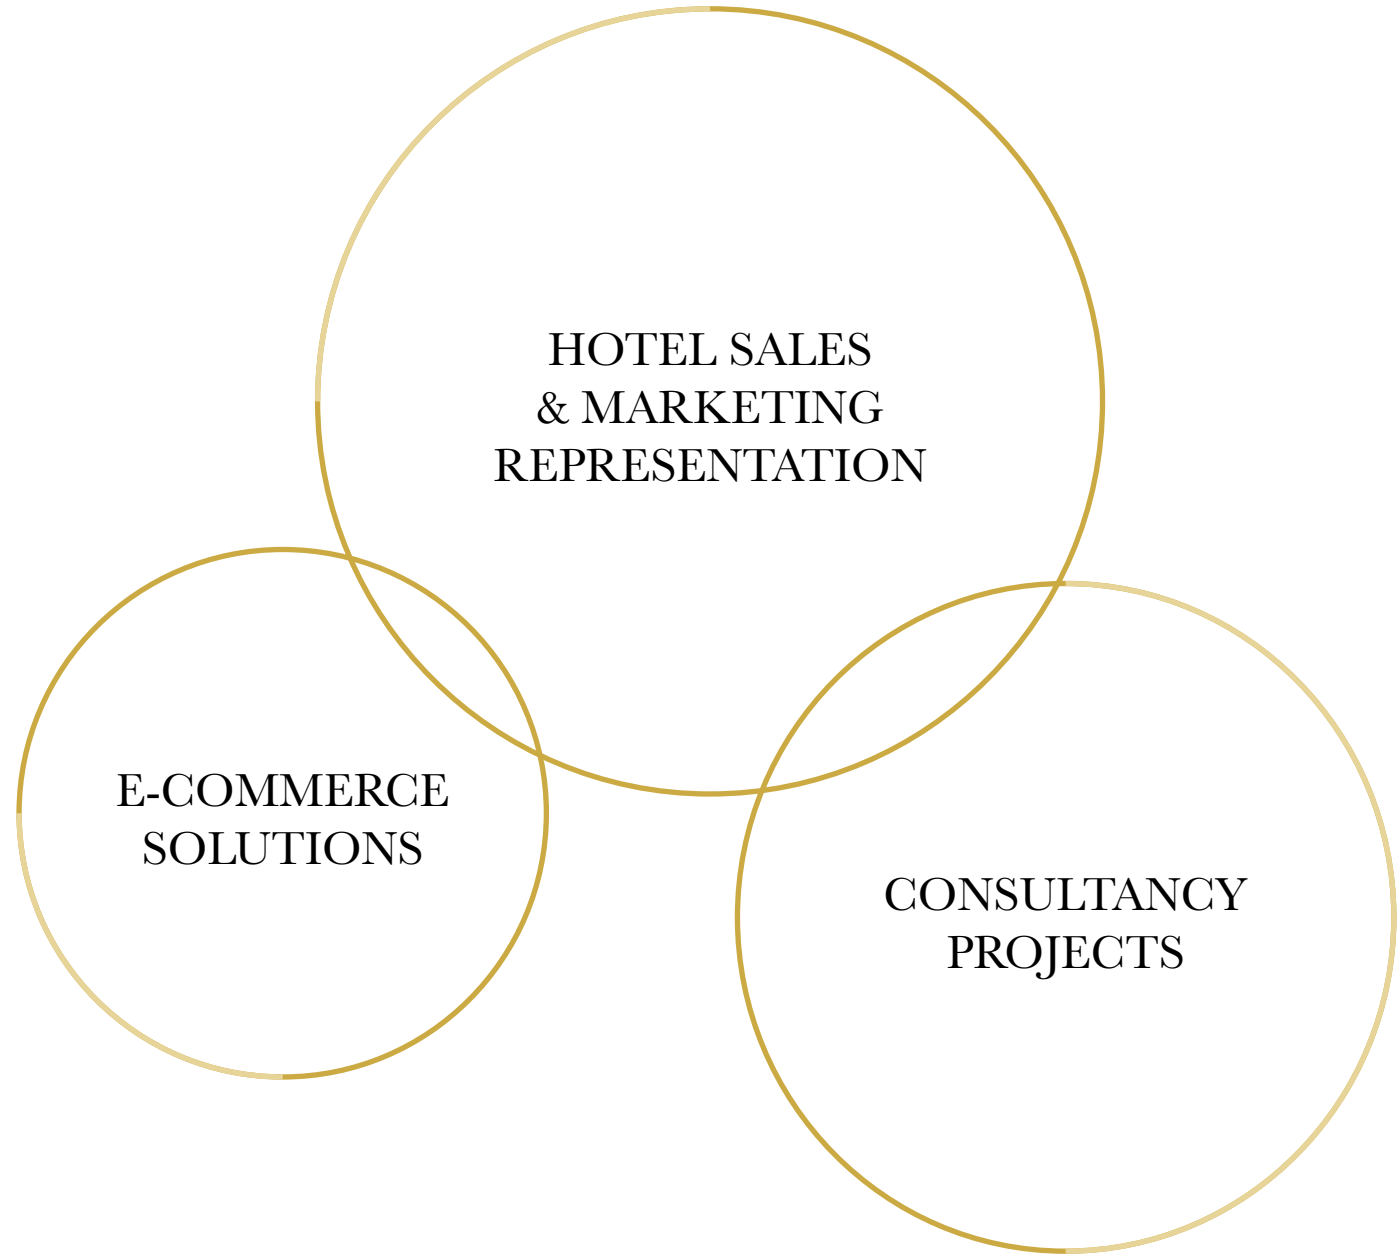 HOTEL SALES
& MARKETING
REPRESENTATION
E-COMMERCE
SOLUTIONS
CONSULTANCY
PROJECTS